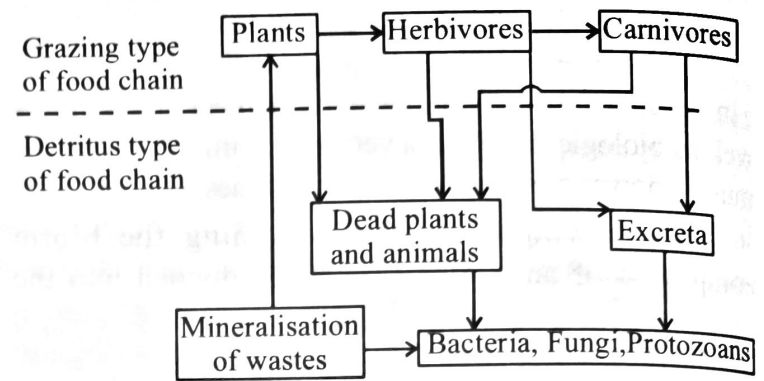 Grazing type
of food chain
Plants
Herbivores
Carnivores
Detritus type
of food chain
Dead plants
and animals
Excreta
Mineralisation
of wastes
Bacteria, Fungi,Protozoans